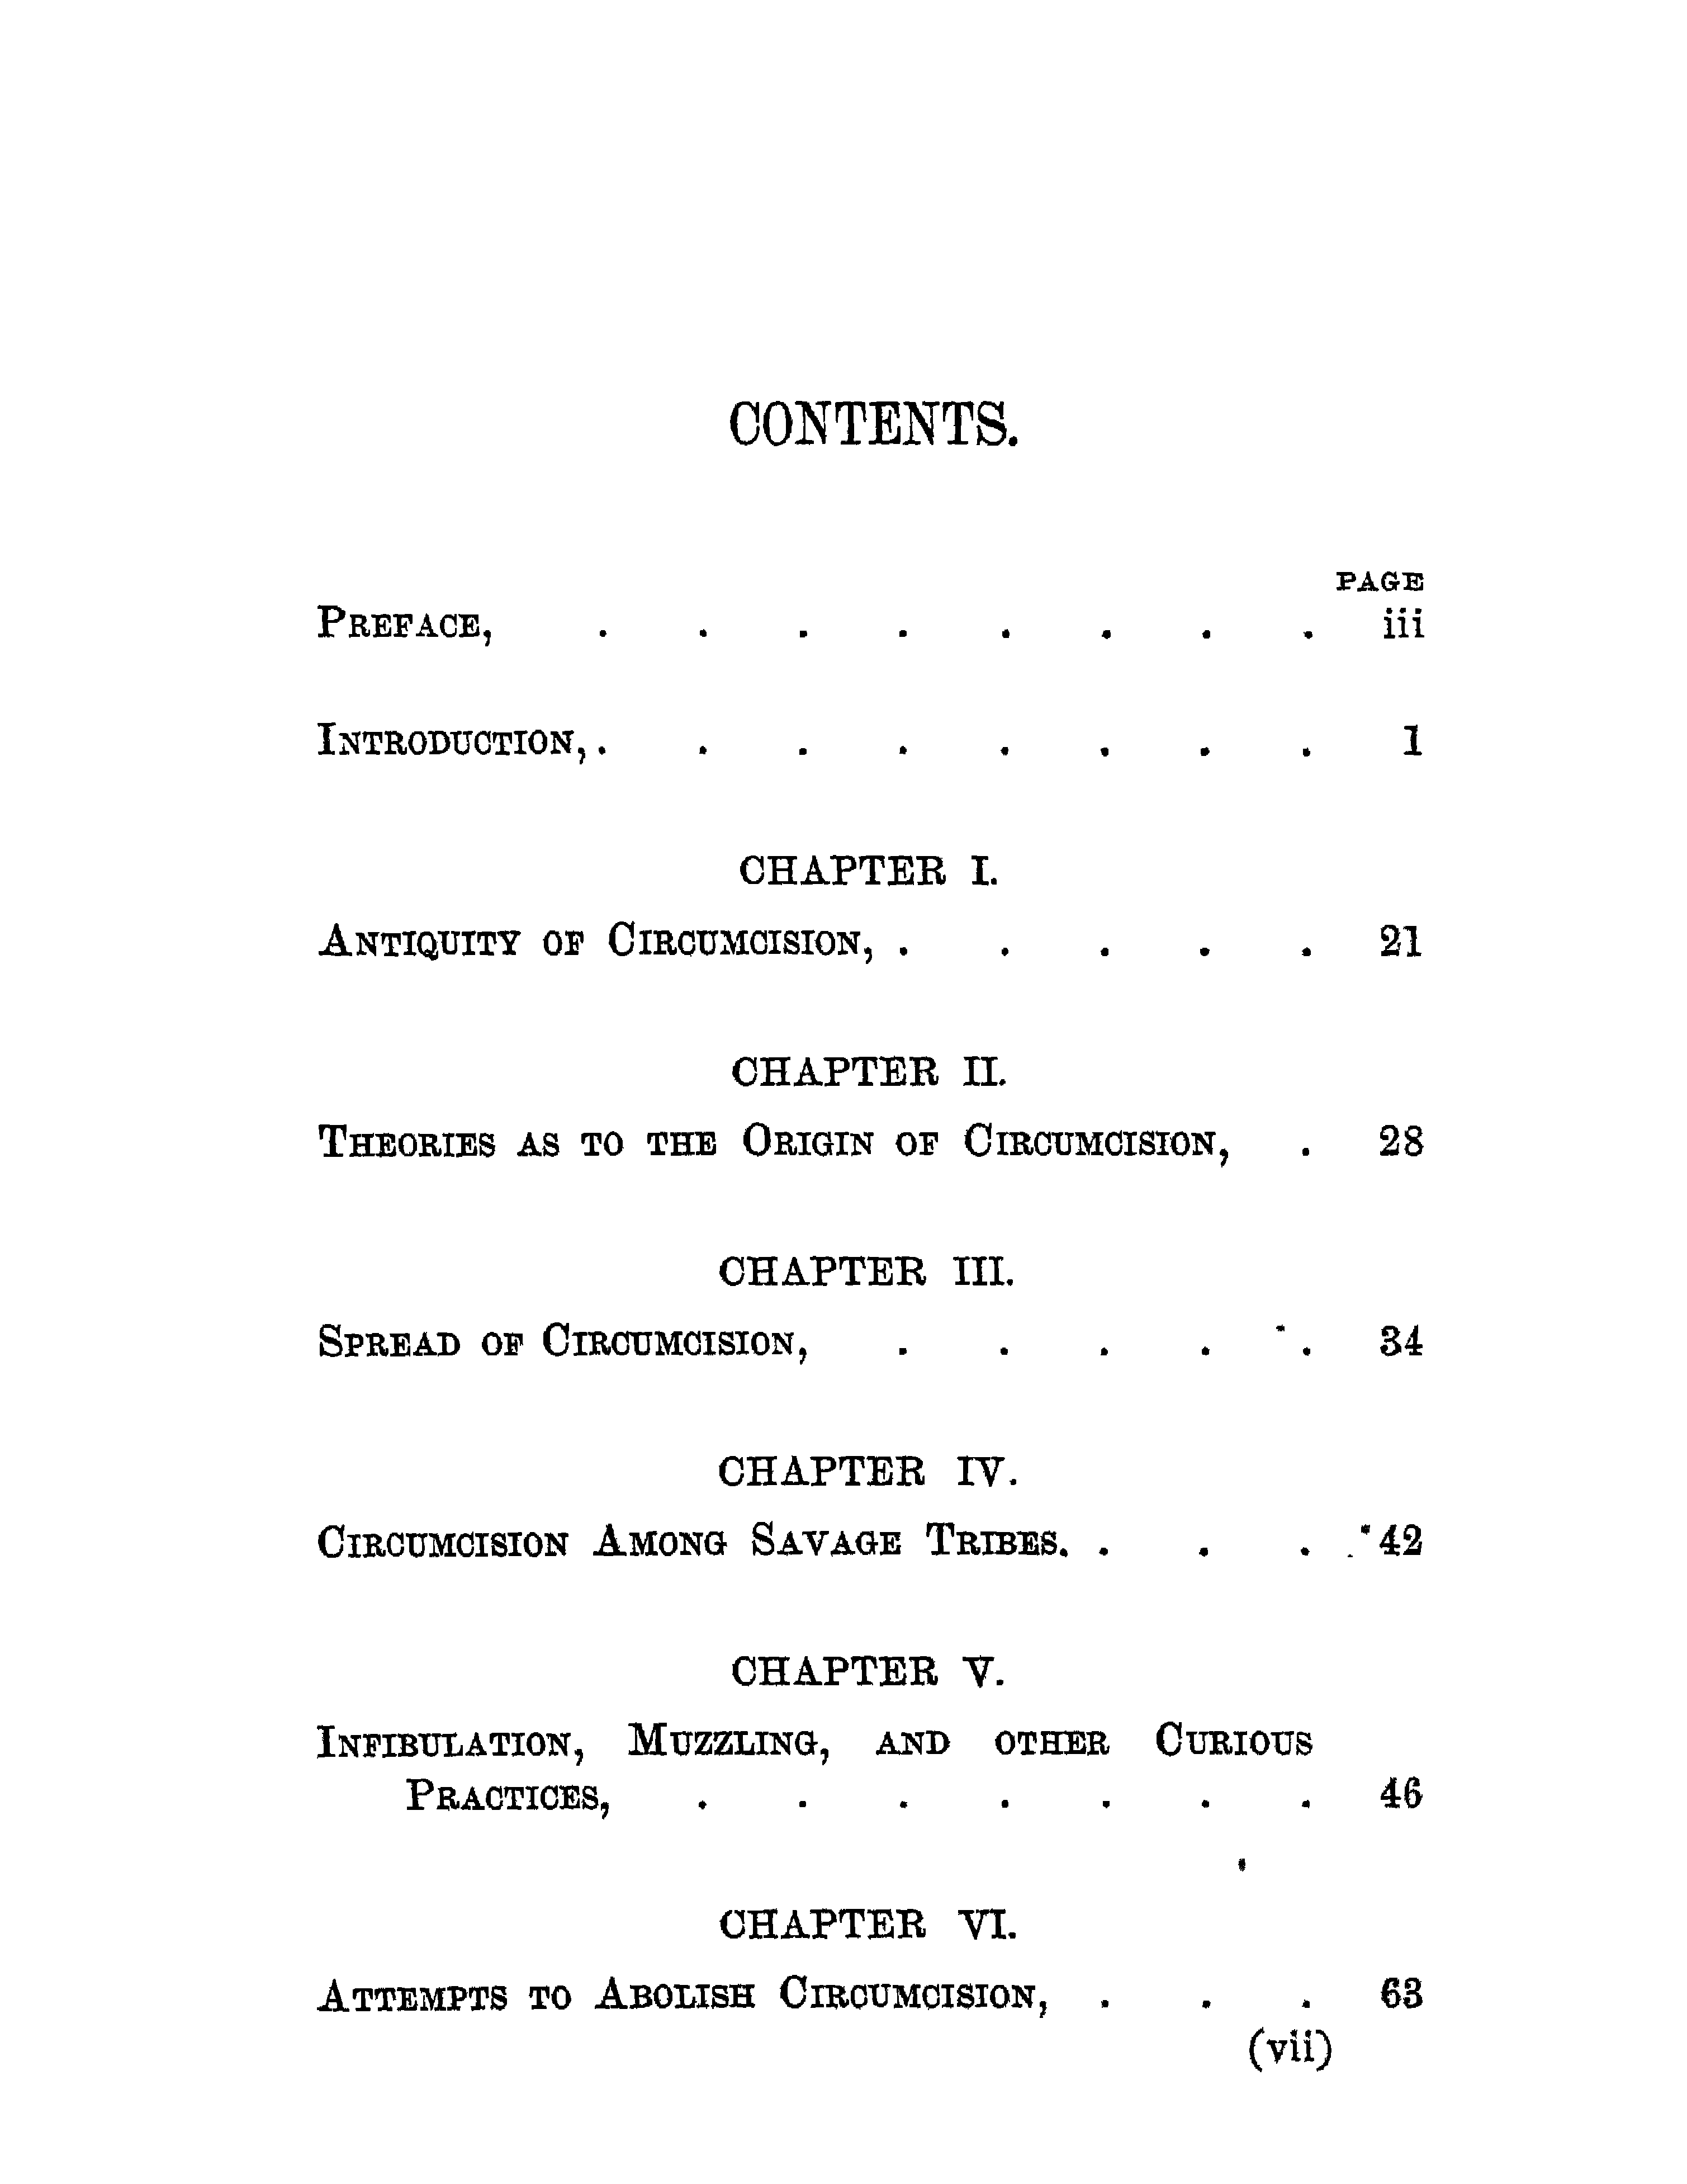 CONTENTS.
PAGE
PREFACE, . . . . . . . . iii
INTRODUCTION, . . . . . . . . 1
CHAPTER I.
ANTIQUITY OF CIRCUMCISION, . . . . . 21
CHAPTER II.
THEORIES AS TO THE ORIGIN OF CIRCUMCISION, . 28
CHAPTER III.
SPREAD OF CIRCUMCISION, . . . . . 34
CHAPTER IV.
CIRCUMCISION AMONG SAVAGE TRIBES. . . . 42
CHAPTER V.
INFIBULATION, MUZZLING, AND OTHER CURIOUS
PRACTICES, . . . . . . . 46
CHAPTER VI.
ATTEMPTS TO ABOLISH CIRCUMCISION, . . . 63
(vii)